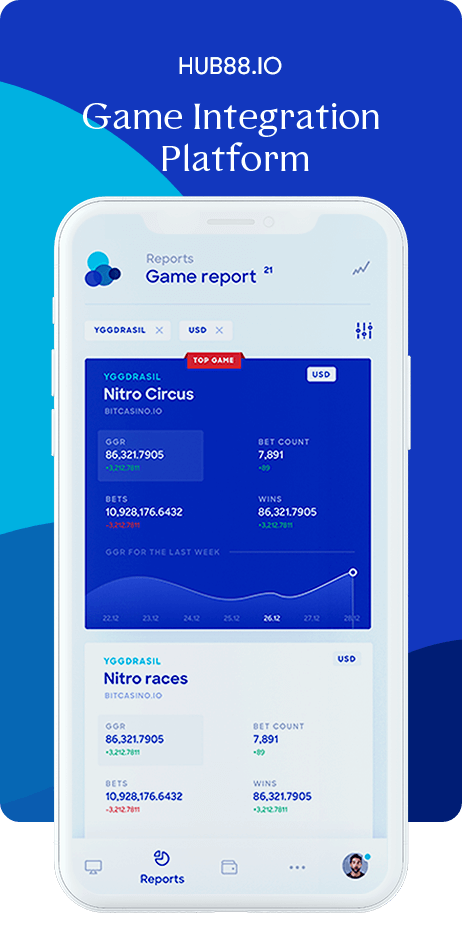 HUB88.IO
Game Integration
Platform
Reports
Game report 21
YGGDRASIL
USD
TOP GAME
YGGDRASIL
USD
Nitro Circus
BITCASINO.IO
GGR
BET COUNT
86,321.7905
7,891
+3,212.7811
+89
BETS
WINS
10,928,176.6432
86,321.7905
-3,212.7811
+3,212.7811
GGR FOR THE LAST WEEK
22.12 23.12 24.12 25.12 26.12 27.12 28.12
YGGDRASIL
USD
Nitro races
BITCASINO.IO
GGR
BET COUNT
86,321.7905
7,891
+3,212.7811
+89
BETS
WINS
10,928,176.6432
86,321.7905
-3,212.7811
+3,212.7811
Reports